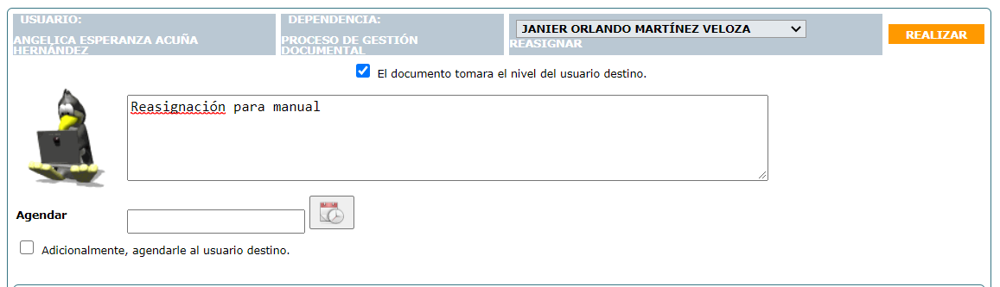 USUARIO:
ANGELICA ESPERANZA ACUÑA
HERNÁNDEZ
DEPENDENCIA:
PROCESO DE GESTIÓN
DOCUMENTAL
JANIER ORLANDO MARTÍNEZ VELOZA
REASIGNAR
REALIZAR
El documento tomara el nivel del usuario destino.
Reasignación para manual
Agendar
Adicionalmente, agendarle al usuario destino.